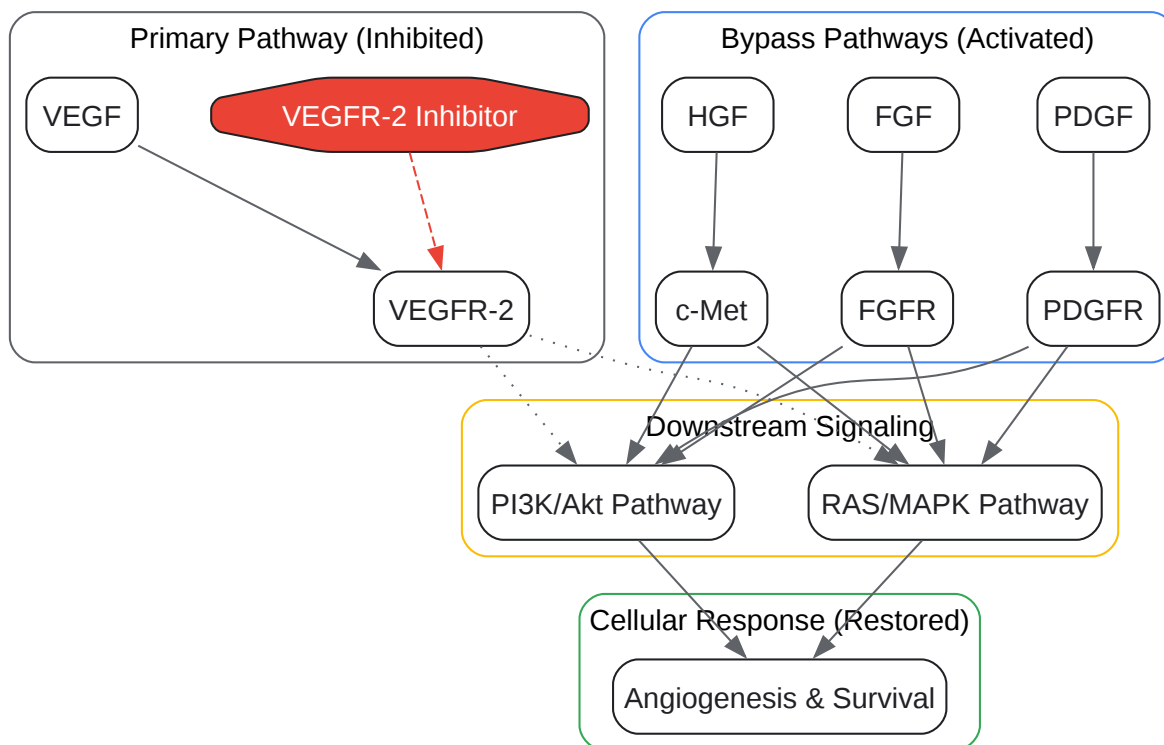 Primary Pathway (Inhibited)
Bypass Pathways (Activated)
VEGF
VEGFR-2 Inhibitor
HGF
FGF
PDGF
VEGFR-2
c-Met
FGFR
PDGFR
Downstream Signaling
PI3K/Akt Pathway
RAS/MAPK Pathway
Cellular Response (Restored)
Angiogenesis & Survival